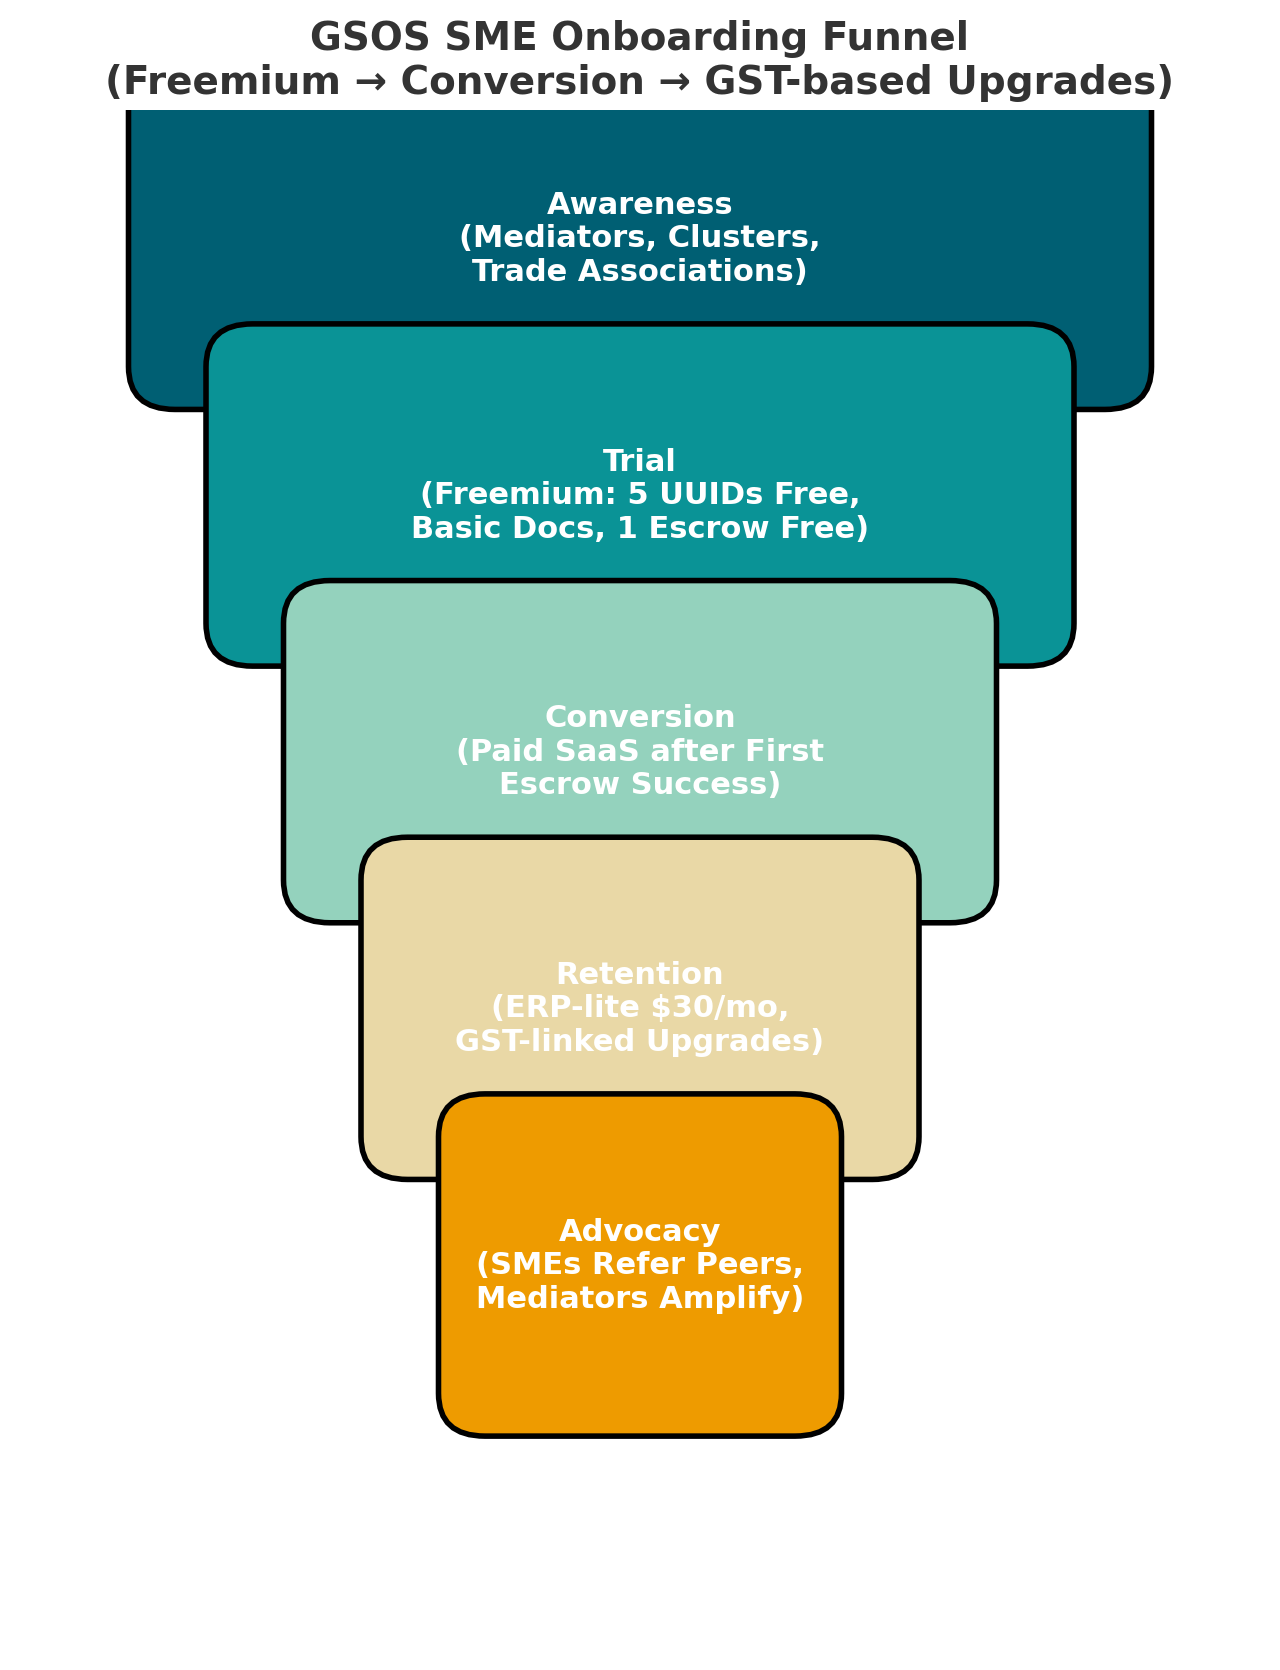 GSOS SME Onboarding Funnel
(Freemium → Conversion → GST-based Upgrades)
Awareness
(Mediators, Clusters,
Trade Associations)
Trial
(Freemium: 5 UUIDs Free,
Basic Docs, 1 Escrow Free)
Conversion
(Paid SaaS after First
Escrow Success)
Retention
(ERP-lite $30/mo,
GST-linked Upgrades)
Advocacy
(SMEs Refer Peers,
Mediators Amplify)